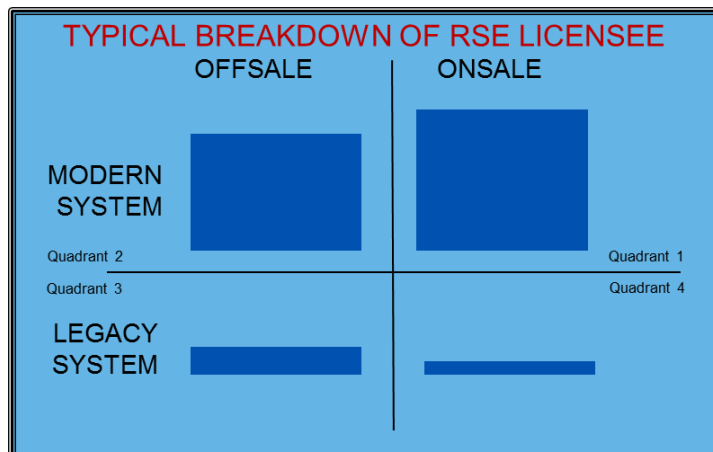 TYPICAL BREAKDOWN OF RSE LICENSEE
OFFSALE
ONSALE
MODERN
SYSTEM
Quadrant 2
Quadrant 1
Quadrant 3
Quadrant 4
LEGACY
SYSTEM